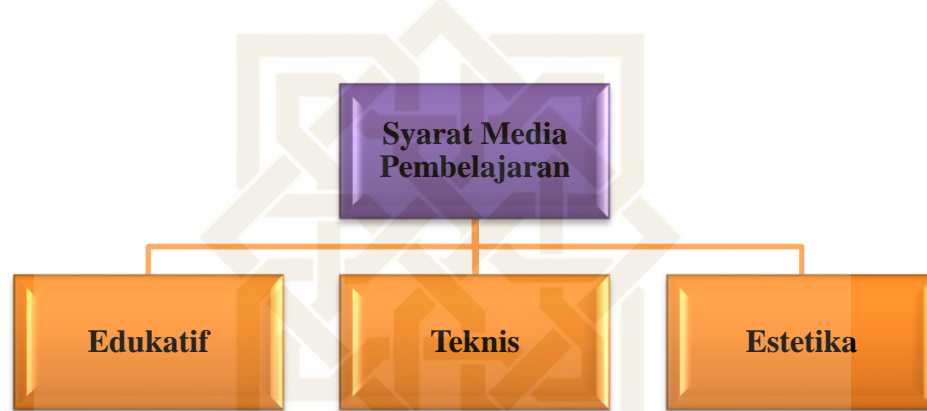 Syarat Media
Pembelajaran
Edukatif
Teknis
Estetika